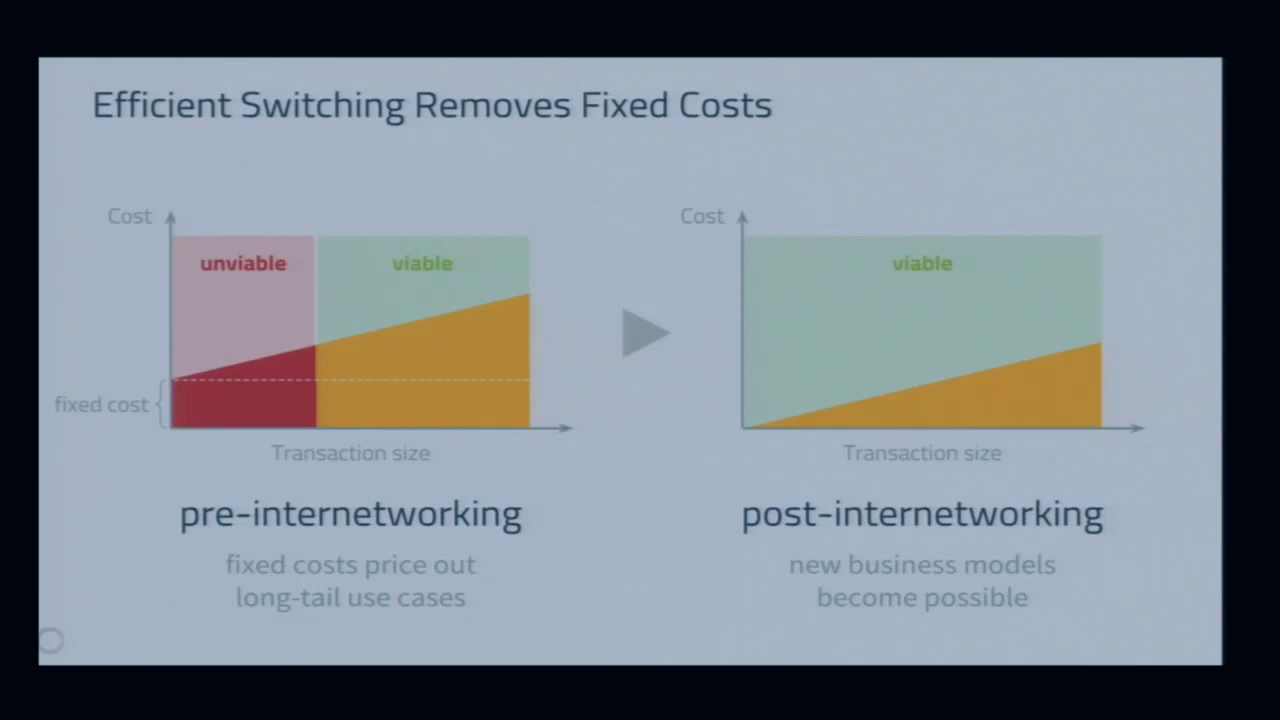 Efficient Switching Removes Fixed Costs
Cost
unviable
viable
fixed cost
Transaction size
pre-internetworking
fixed costs price out
long-tail use cases
Cost
viable
Transaction size
post-internetworking
new business models
become possible